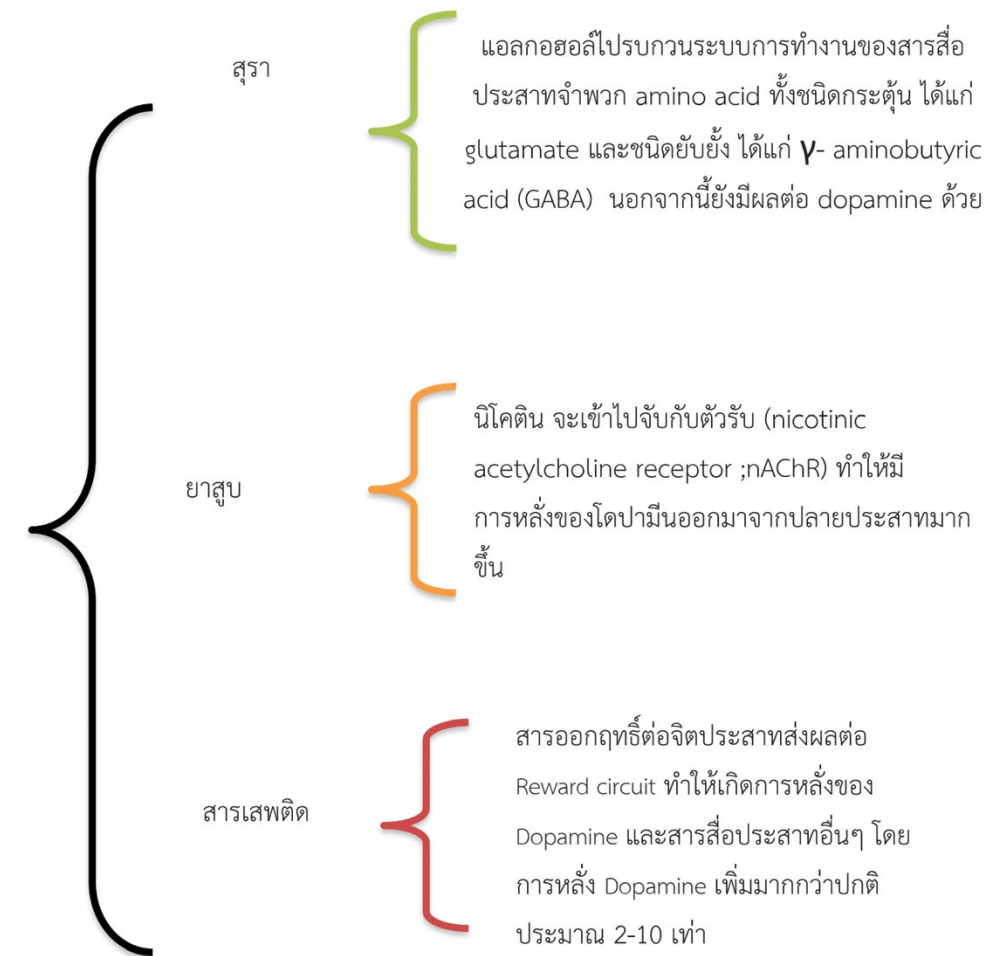 สุรา
แอลกอฮอล์ไปรบกวนระบบการทำงานของสารสื่อ
ประสาทจำพวก amino acid ทั้งชนิดกระตุ้น ได้แก่
glutamate และชนิดยับยั้ง ได้แก่ γ- aminobutyric
acid (GABA) นอกจากนี้ยังมีผลต่อ dopamine ด้วย
ยาสูบ
นิโคติน จะเข้าไปจับกับตัวรับ (nicotinic
acetylcholine receptor ;nAChR) ทำให้มี
การหลั่งของโดปามีนออกมาจากปลายประสาทมาก
ขึ้น
สารเสพติด
สารออกฤทธิ์ต่อจิตประสาทส่งผลต่อ
Reward circuit ทำให้เกิดการหลั่งของ
Dopamine และสารสื่อประสาทอื่นๆ โดย
การหลั่ง Dopamine เพิ่มมากกว่าปกติ
ประมาณ 2-10 เท่า